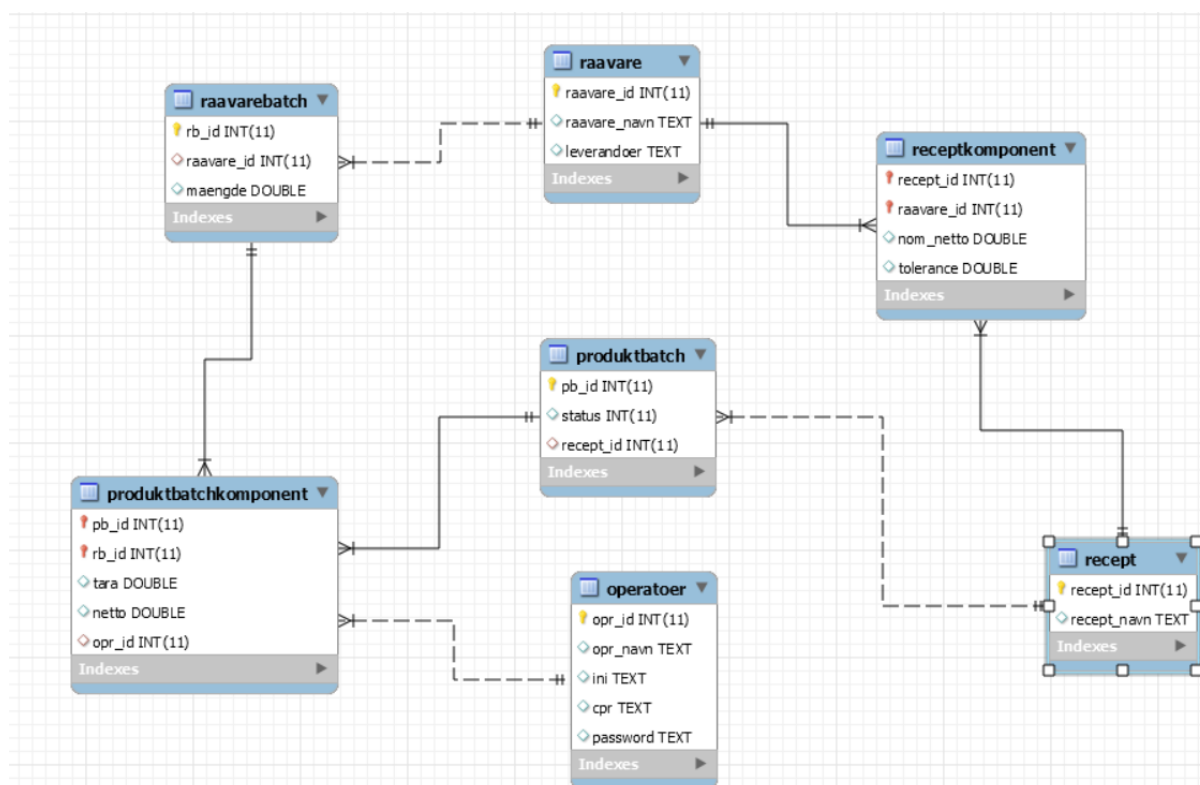 raavarebatch
rb_id INT(11)
raavare_id INT(11)
maengde DOUBLE
Indexes
raavare
raavare_id INT(11)
raavare_navn TEXT
leverandoer TEXT
Indexes
receptkomponent
recept_id INT(11)
raavare_id INT(11)
nom_netto DOUBLE
tolerance DOUBLE
Indexes
produktbatch
pb_id INT(11)
status INT(11)
recept_id INT(11)
Indexes
produktbatchkomponent
pb_id INT(11)
rb_id INT(11)
tara DOUBLE
netto DOUBLE
opr_id INT(11)
Indexes
operatoer
opr_id INT(11)
opr_navn TEXT
ini TEXT
cpr TEXT
password TEXT
Indexes
recept
recept_id INT(11)
recept_navn TEXT
Indexes